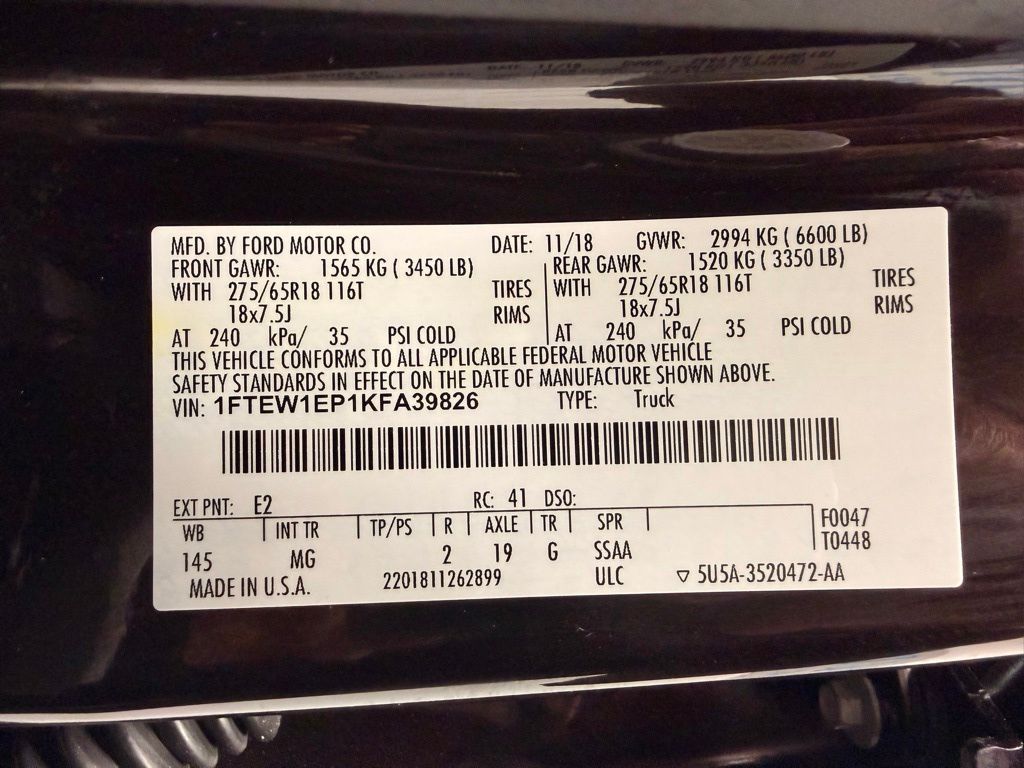 MFD. BY FORD MOTOR CO. DATE: 11/18 GVWR: 2994 KG ( 6600 LB)
FRONT GAWR: 1565 KG ( 3450 LB) REAR GAWR: 1520 KG ( 3350 LB)
WITH 275/65R18 116T TIRES WITH 275/65R18 116T TIRES
18x7.5J RIMS 18x7.5J RIMS
AT 240 kPa/ 35 PSI COLD AT 240 kPa/ 35 PSI COLD
THIS VEHICLE CONFORMS TO ALL APPLICABLE FEDERAL MOTOR VEHICLE
SAFETY STANDARDS IN EFFECT ON THE DATE OF MANUFACTURE SHOWN ABOVE.
VIN: 1FTEW1EP1KFA39826 TYPE: Truck
EXT PNT: E2 RC: 41 DSO:
WB INT TR TP/PS R AXLE TR SPR F0047
145 MG 2 19 G SSAA T0448
MADE IN U.S.A. 2201811262899 ULC ▽ 5U5A-3520472-AA